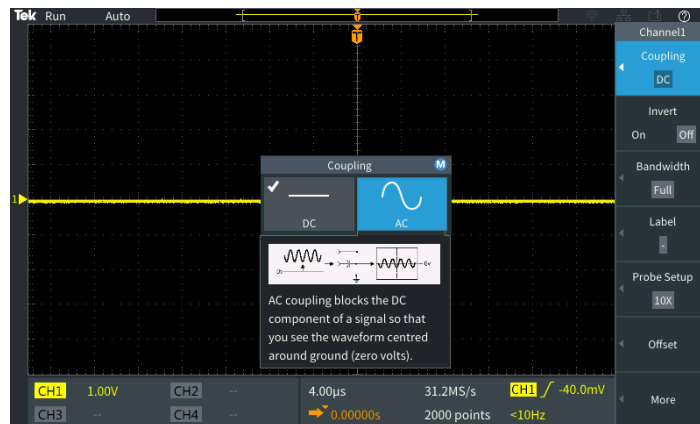 Tek Run Auto
T
T
Channel1
Coupling
DC
Invert
On Off
Bandwidth
Full
Label
-
Probe Setup
10X
Offset
More
1
Coupling M
DC AC
0v 0v
AC coupling blocks the DC
component of a signal so that
you see the waveform centred
around ground (zero volts).
CH1 1.00V CH2 -- 4.00µs 31.2MS/s CH1 -40.0mV
CH3 -- CH4 -- 0.00000s 2000 points <10Hz